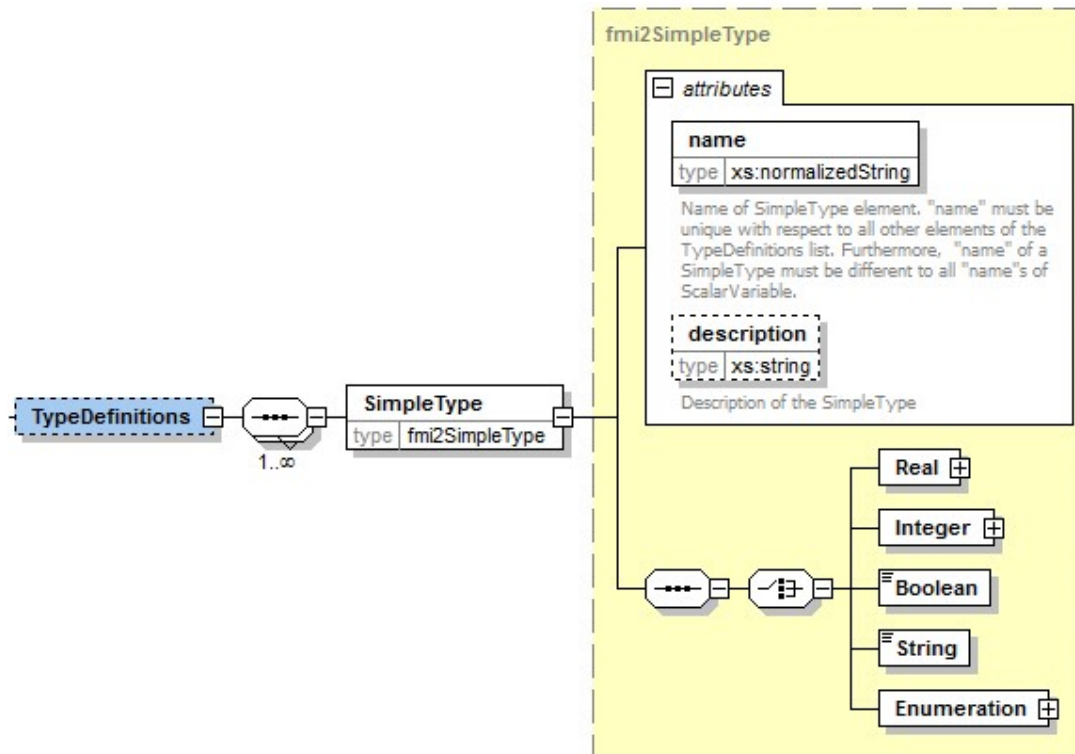 fmi2SimpleType
attributes
name
type xs:normalizedString
Name of SimpleType element. "name" must be
unique with respect to all other elements of the
TypeDefinitions list. Furthermore, "name" of a
SimpleType must be different to all "name"s of
ScalarVariable.
description
type xs:string
Description of the SimpleType
TypeDefinitions
1..∞
SimpleType
type fmi2SimpleType
Real
Integer
Boolean
String
Enumeration